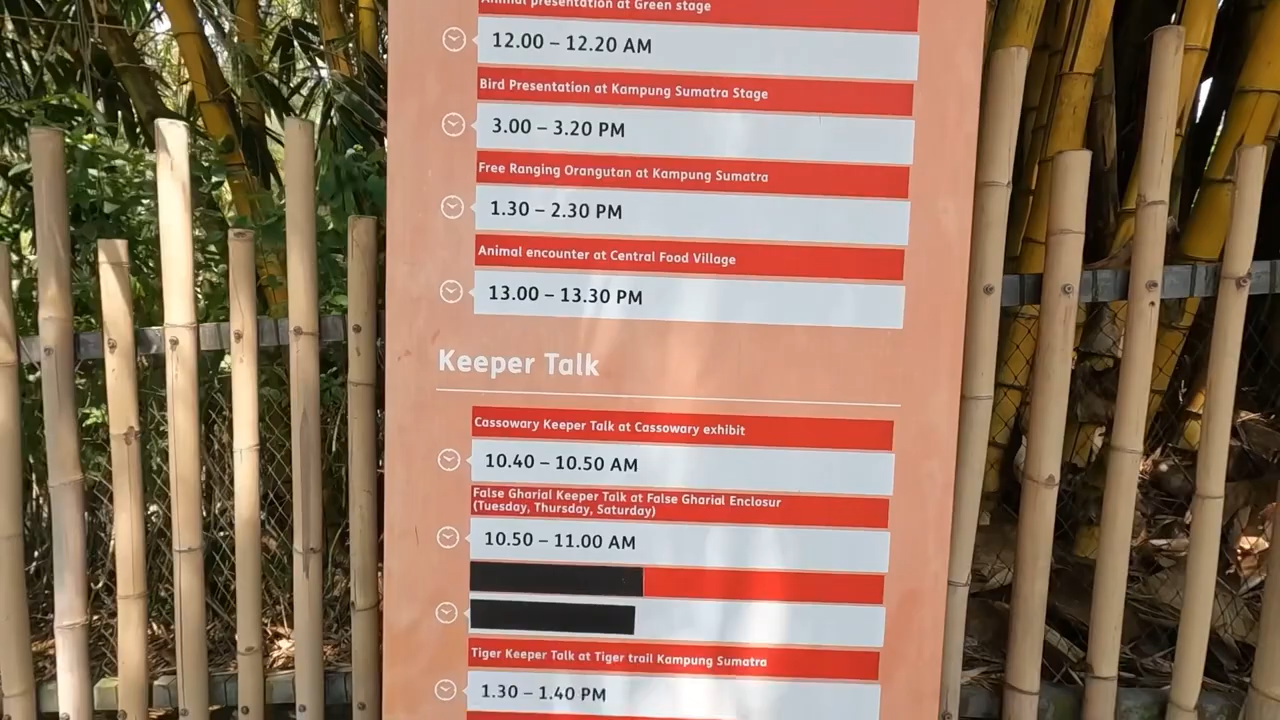 Animal presentation at Green stage
12.00 – 12.20 AM
Bird Presentation at Kampung Sumatra Stage
3.00 – 3.20 PM
Free Ranging Orangutan at Kampung Sumatra
1.30 – 2.30 PM
Animal encounter at Central Food Village
13.00 – 13.30 PM
Keeper Talk
Cassowary Keeper Talk at Cassowary exhibit
10.40 – 10.50 AM
False Gharial Keeper Talk at False Gharial Enclosur
(Tuesday, Thursday, Saturday)
10.50 – 11.00 AM
Tiger Keeper Talk at Tiger trail Kampung Sumatra
1.30 – 1.40 PM